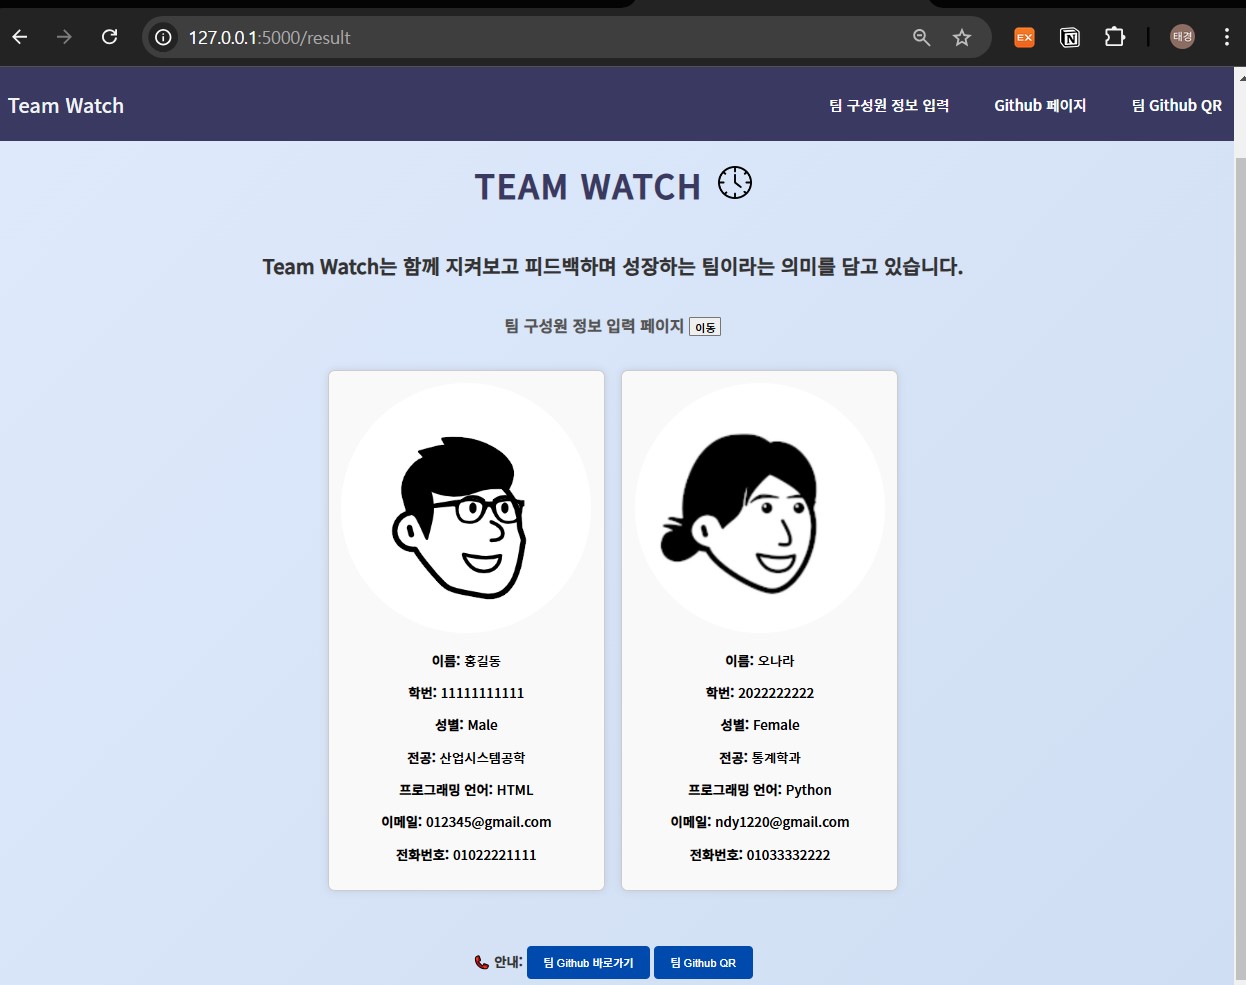 127.0.0.1:5000/result
EX
N
태경
Team Watch
팀 구성원 정보 입력
Github 페이지
팀 Github QR
TEAM WATCH
Team Watch는 함께 지켜보고 피드백하며 성장하는 팀이라는 의미를 담고 있습니다.
팀 구성원 정보 입력 페이지 이동
이름: 홍길동
학번: 11111111111
성별: Male
전공: 산업시스템공학
프로그래밍 언어: HTML
이메일: 012345@gmail.com
전화번호: 01022221111
이름: 오나라
학번: 2022222222
성별: Female
전공: 통계학과
프로그래밍 언어: Python
이메일: ndy1220@gmail.com
전화번호: 01033332222
안내: 팀 Github 바로가기 팀 Github QR